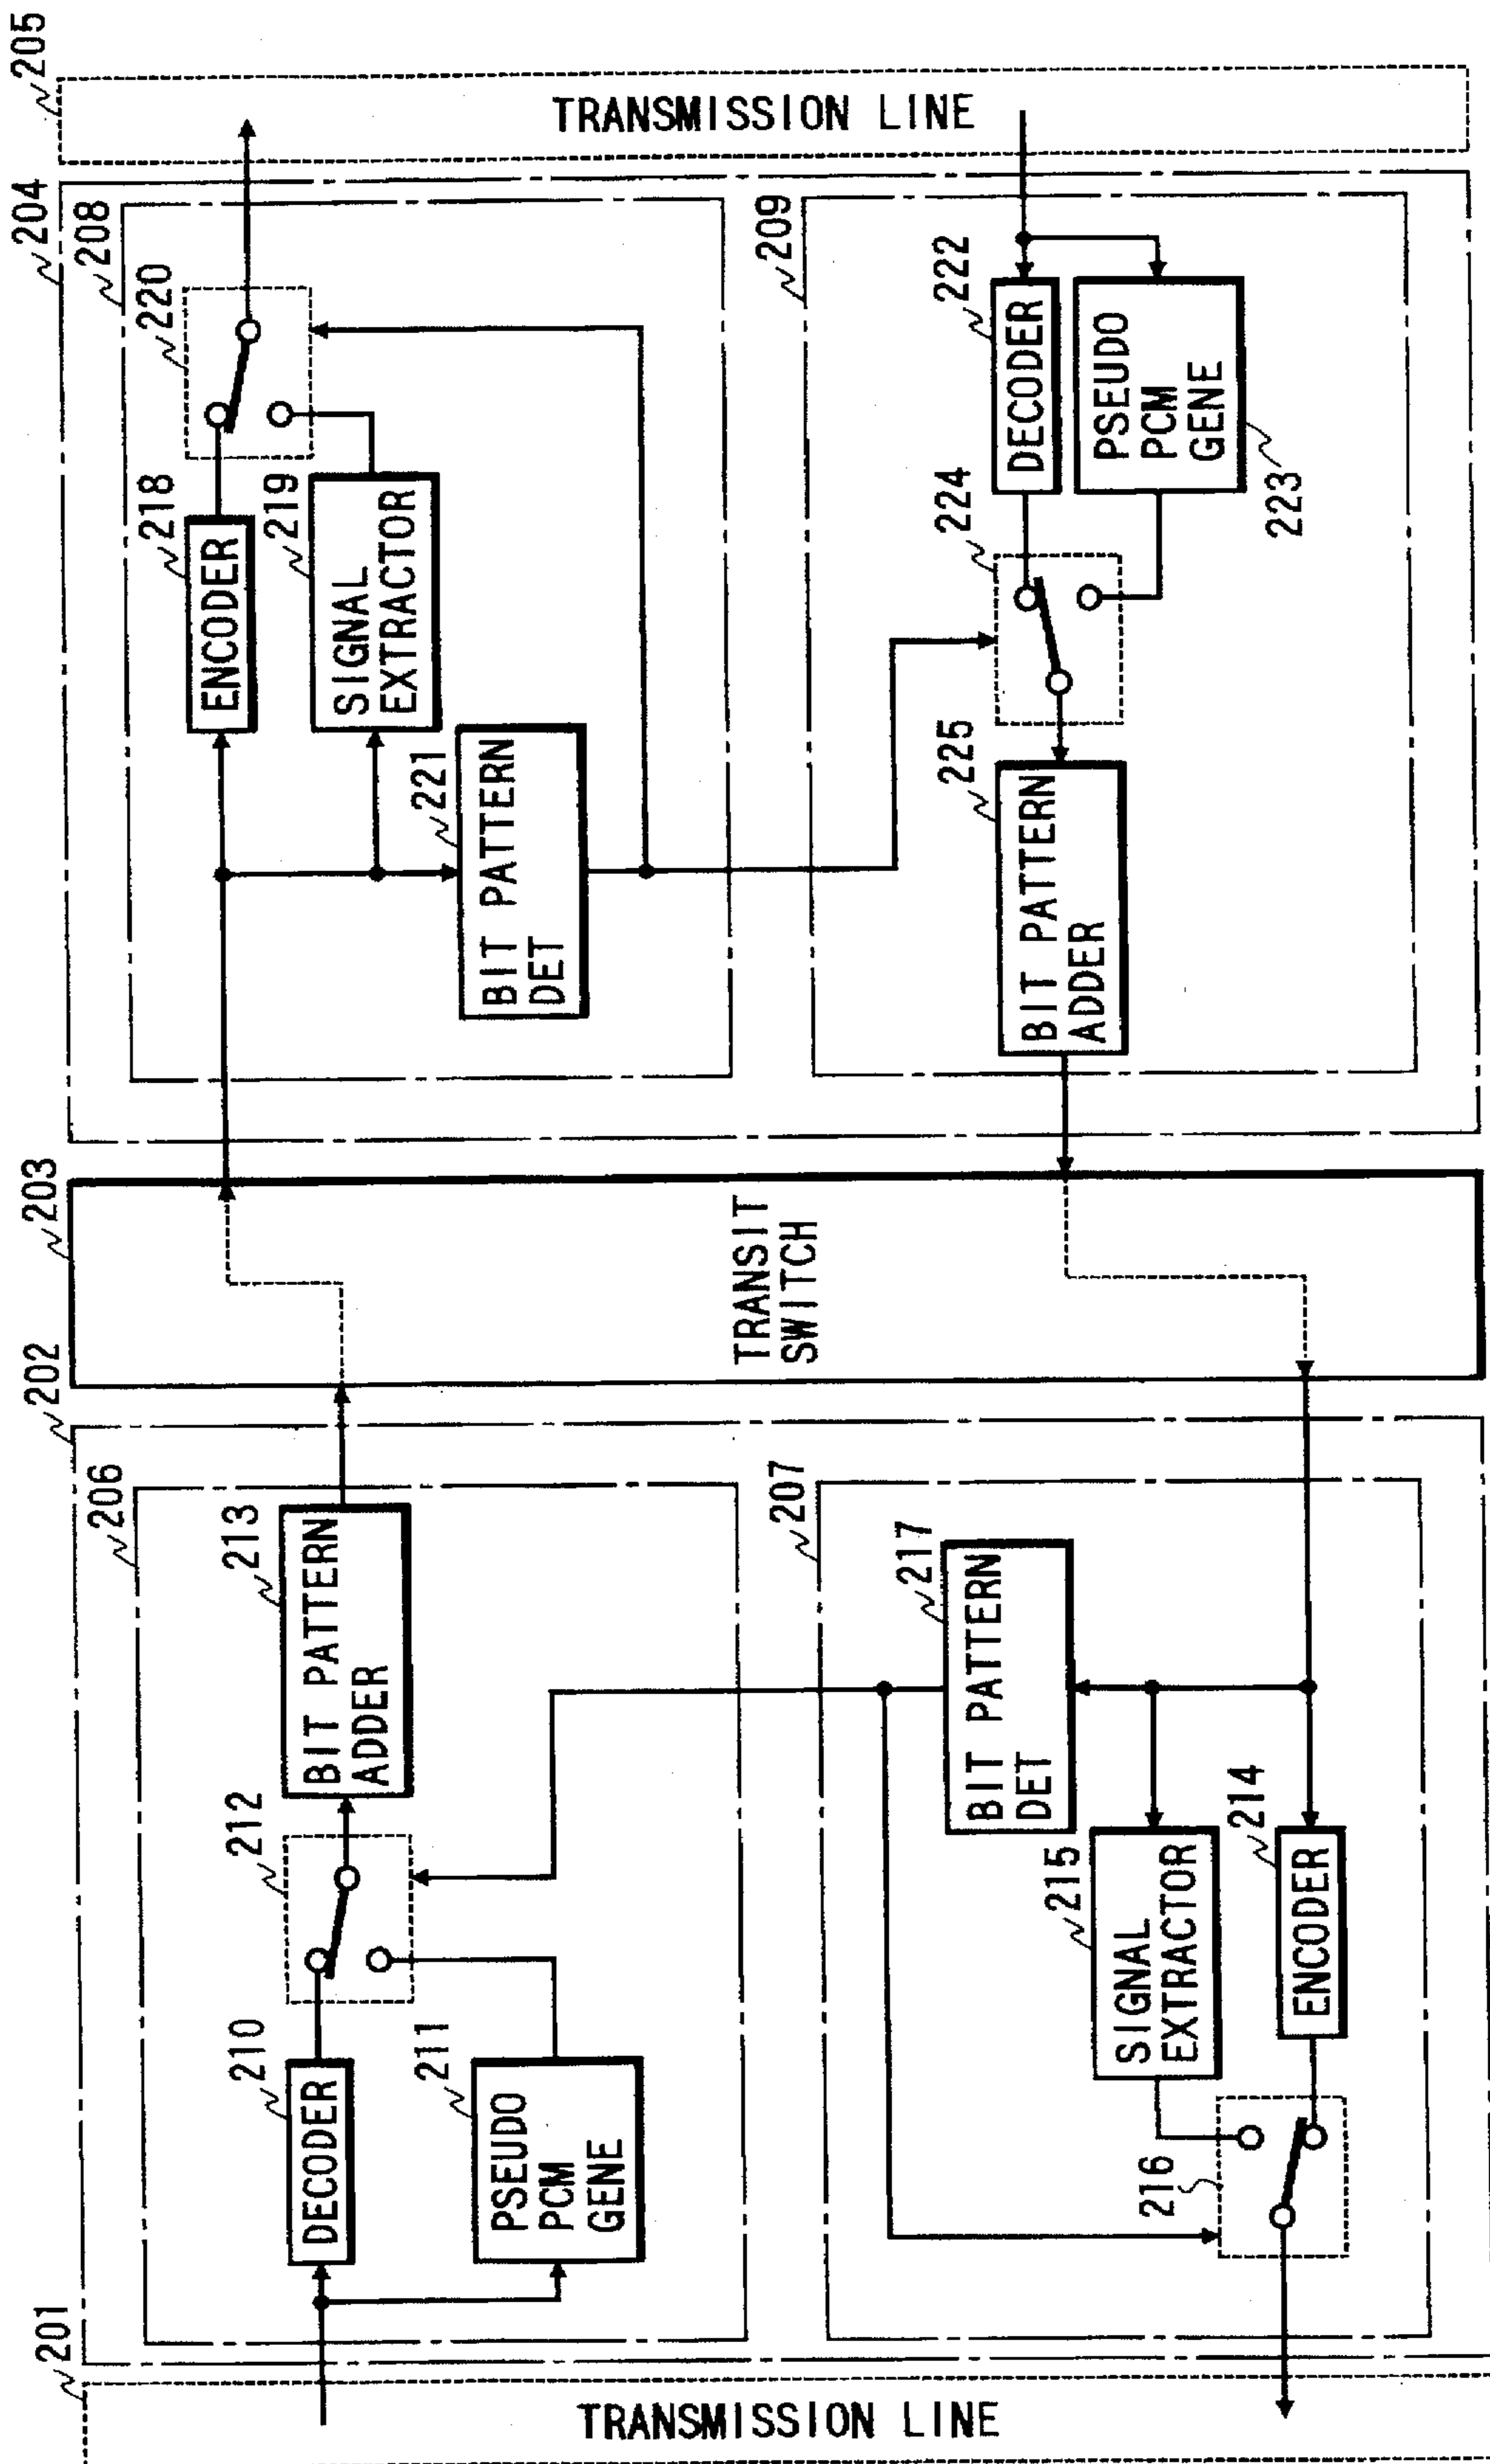 201
TRANSMISSION LINE
202
206
210
DECODER
211
PSEUDO
PCM
GENE
212
213
BIT PATTERN
ADDER
207
217
BIT PATTERN
DET
215
SIGNAL
EXTRACTOR
214
ENCODER
216
203
TRANSIT
SWITCH
204
208
218
ENCODER
219
SIGNAL
EXTRACTOR
220
221
BIT PATTERN
DET
209
222
DECODER
PSEUDO
PCM
GENE
223
224
225
BIT PATTERN
ADDER
205
TRANSMISSION LINE